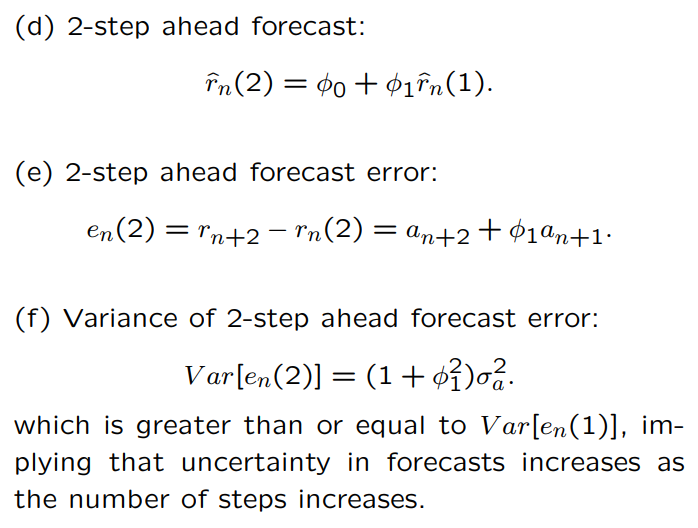 (d) 2-step ahead forecast:
r̂ₙ(2) = ϕ₀ + ϕ₁r̂ₙ(1).
(e) 2-step ahead forecast error:
eₙ(2) = rₙ₊₂ − rₙ(2) = aₙ₊₂ + ϕ₁aₙ₊₁.
(f) Variance of 2-step ahead forecast error:
Var[eₙ(2)] = (1 + ϕ₁²)σₐ².
which is greater than or equal to Var[eₙ(1)], im-
plying that uncertainty in forecasts increases as
the number of steps increases.